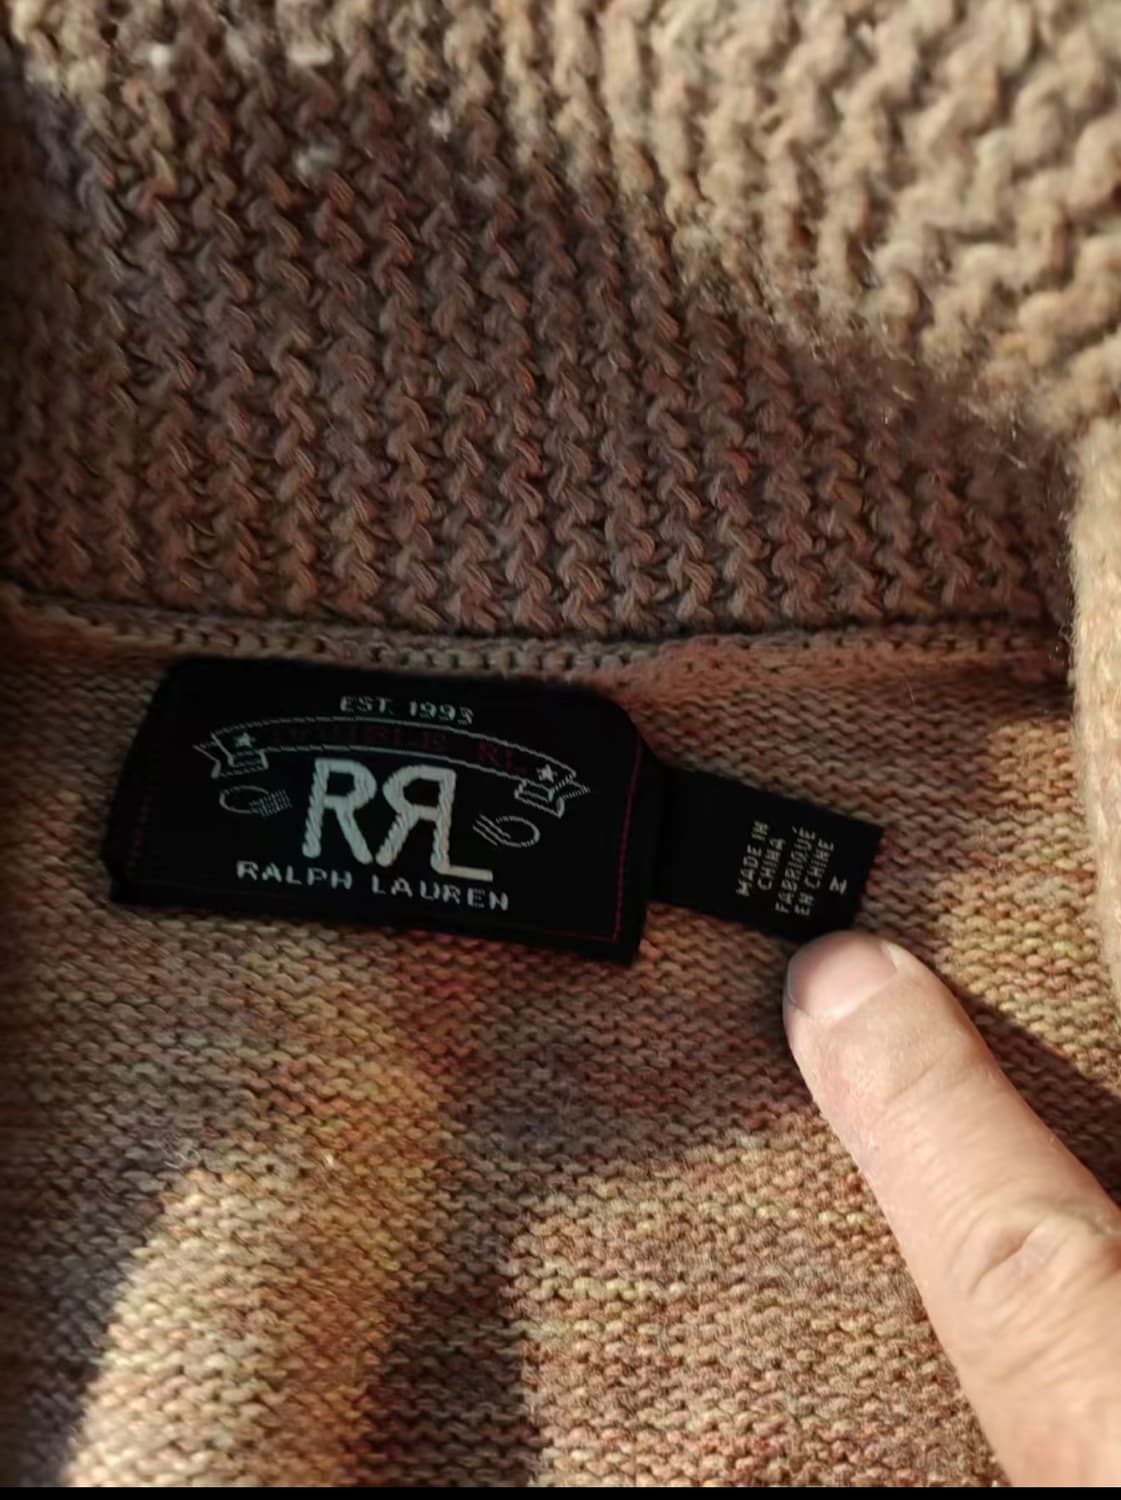 EST. 1993
DOUBLE RL
RRL
RALPH LAUREN
MADE IN
CHINA
FABRIQUÉ
EN CHINE
M